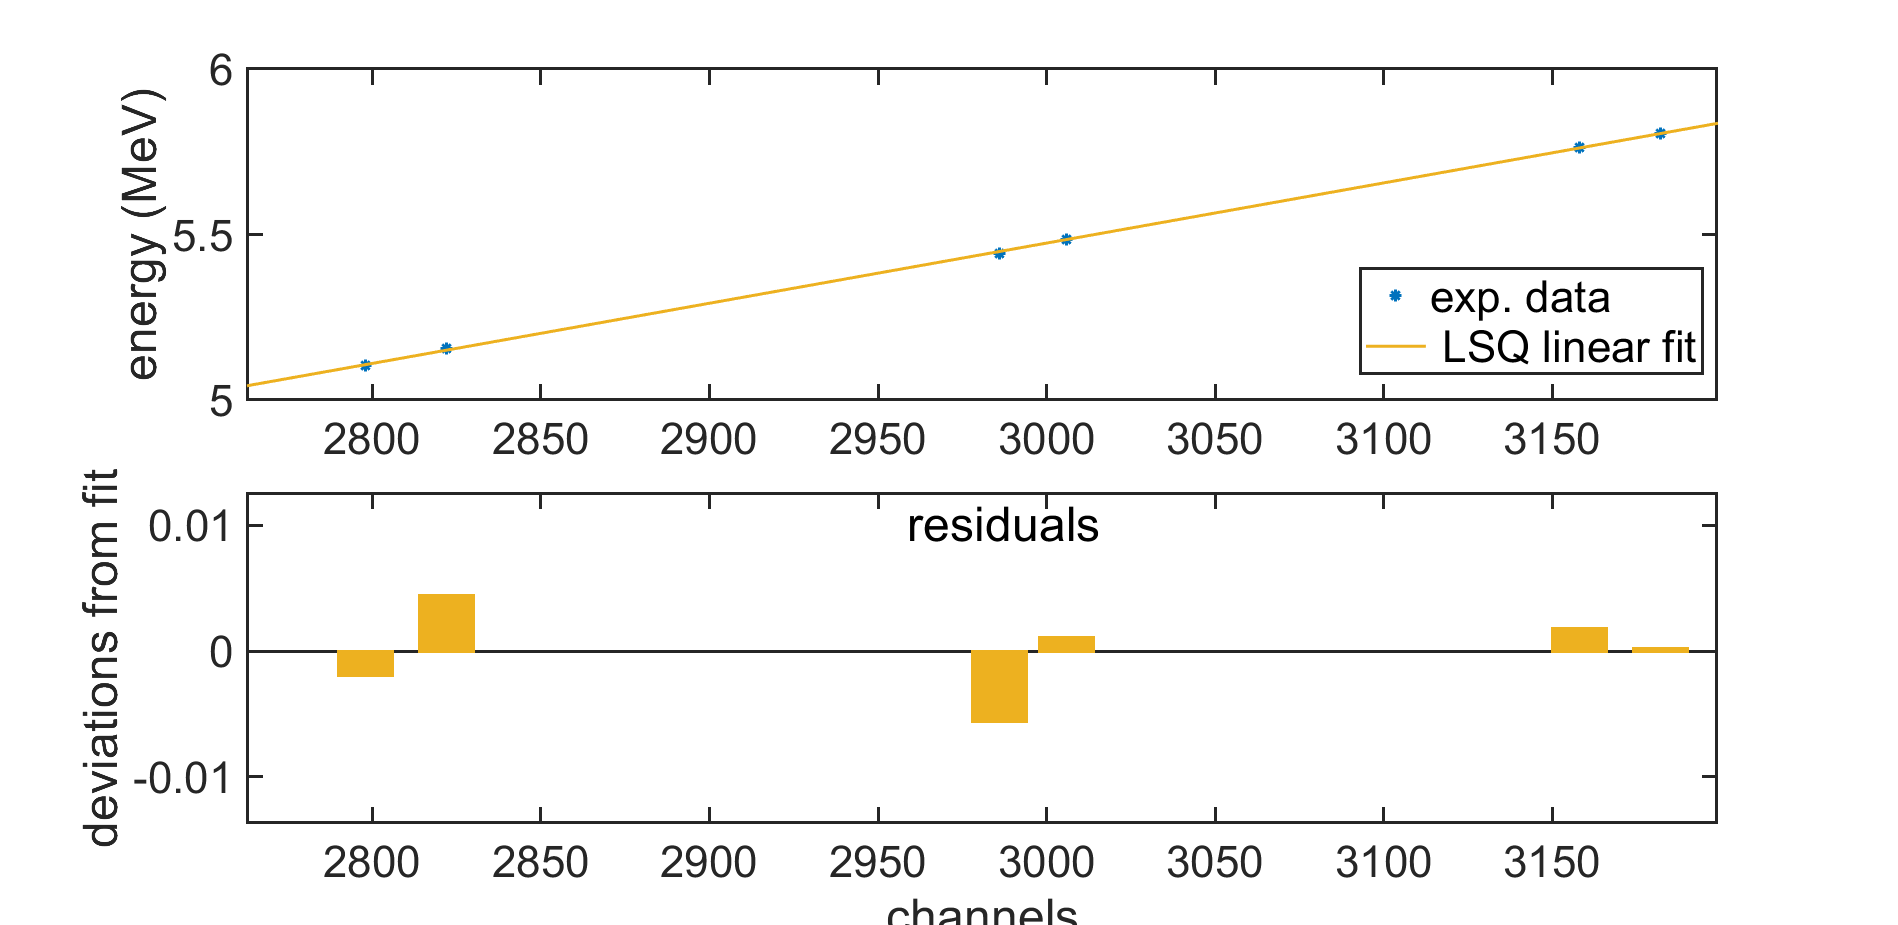 6
5.5
5
energy (MeV)
exp. data
LSQ linear fit
2800 2850 2900 2950 3000 3050 3100 3150
residuals
0.01
0
-0.01
deviations from fit
2800 2850 2900 2950 3000 3050 3100 3150
channels